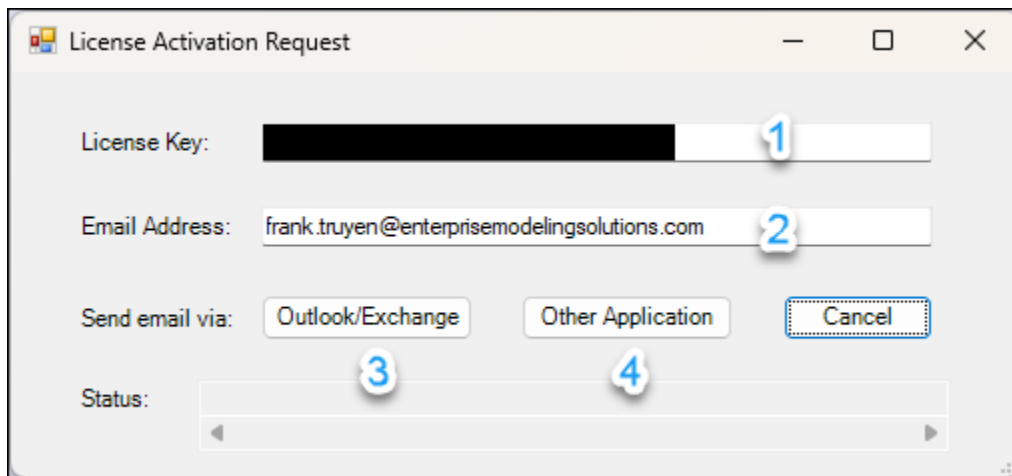 License Activation Request
License Key: 1
Email Address: frank.truyen@enterprisemodelingsolutions.com 2
Send email via: Outlook/Exchange Other Application Cancel
3 4
Status: